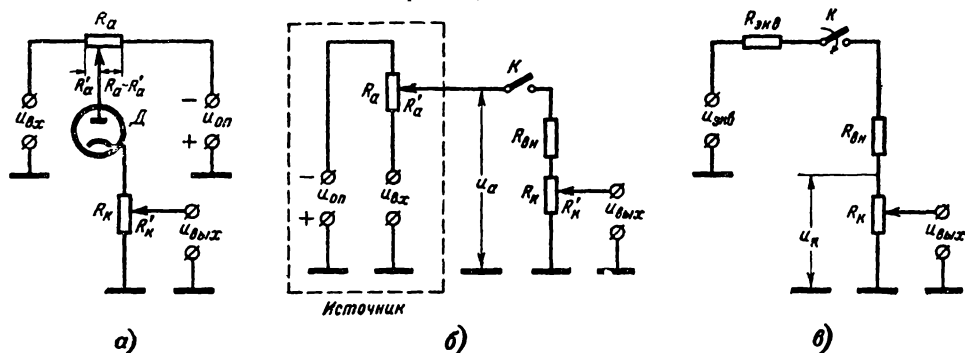 Rа
R'а
Rа-R'а
Д
uвх
−
uоп
+
Rк
R'к
uвых
а)
Rа
R'а
К
−
uоп
+
uвх
uа
Rвн
Rк
R'к
uвых
Источник
б)
Rэкв
К
uэкв
Rвн
uк
Rк
uвых
в)